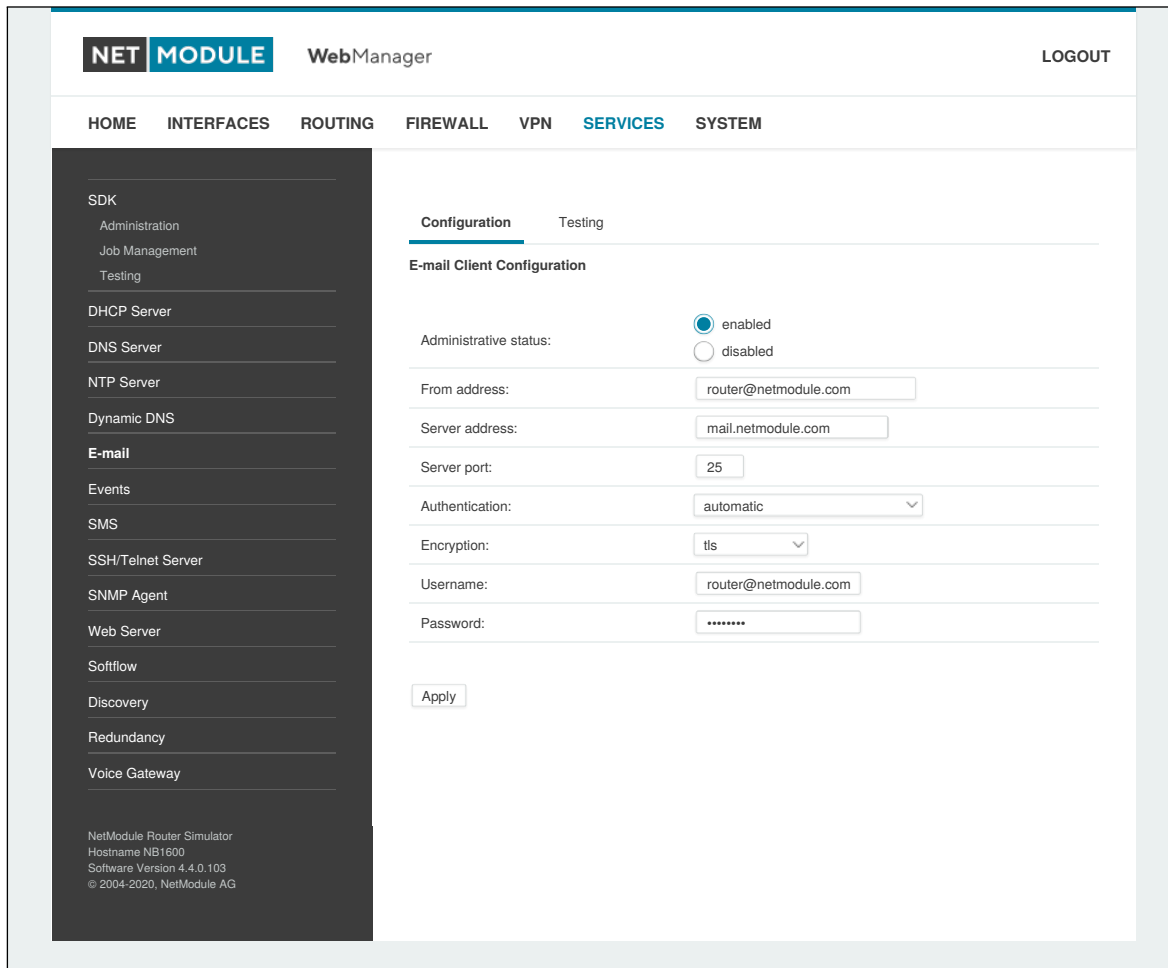 NET MODULE WebManager LOGOUT
HOME INTERFACES ROUTING FIREWALL VPN SERVICES SYSTEM
SDK
Administration
Job Management
Testing
DHCP Server
DNS Server
NTP Server
Dynamic DNS
E-mail
Events
SMS
SSH/Telnet Server
SNMP Agent
Web Server
Softflow
Discovery
Redundancy
Voice Gateway
NetModule Router Simulator
Hostname NB1600
Software Version 4.4.0.103
© 2004-2020, NetModule AG
Configuration Testing
E-mail Client Configuration
Administrative status: enabled
disabled
From address: router@netmodule.com
Server address: mail.netmodule.com
Server port: 25
Authentication: automatic
Encryption: tls
Username: router@netmodule.com
Password: ••••••••
Apply